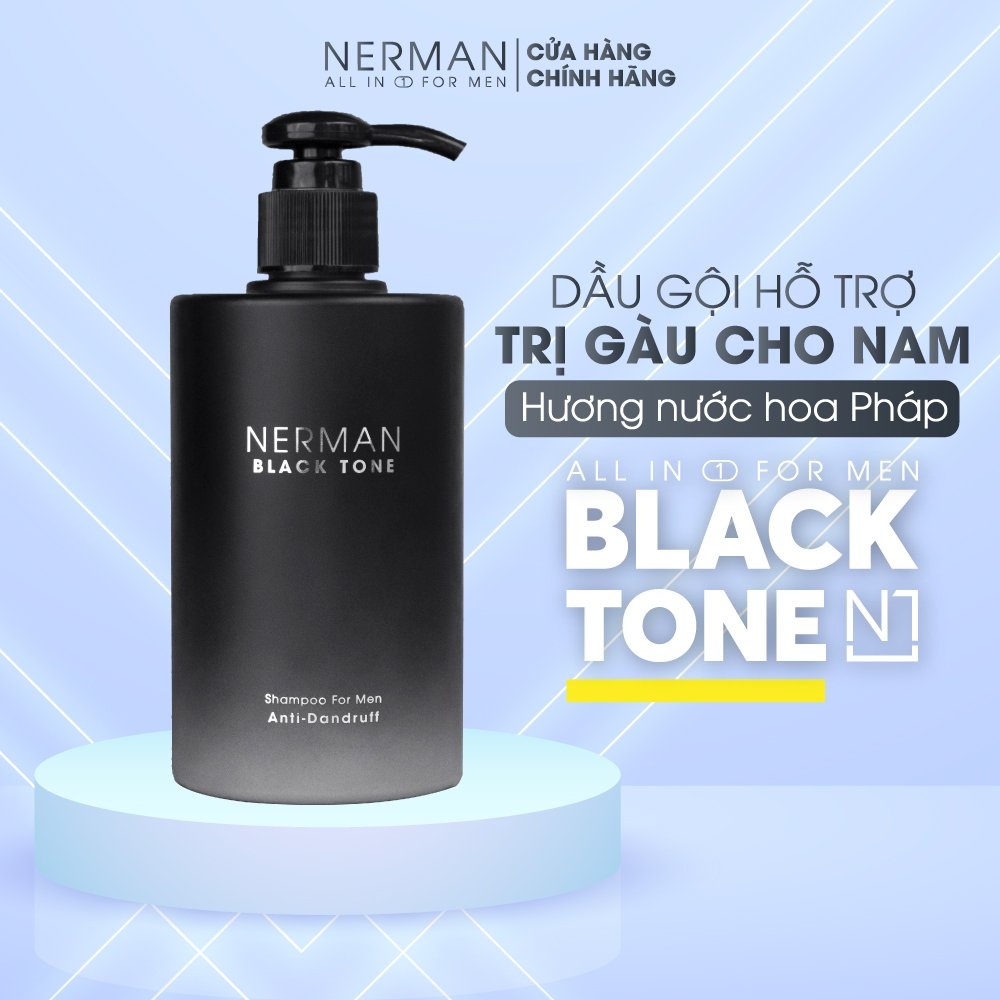 NERMAN
ALL IN 1 FOR MEN
CỬA HÀNG
CHÍNH HÃNG
DẦU GỘI HỖ TRỢ
TRỊ GÀU CHO NAM
Hương nước hoa Pháp
ALL IN 1 FOR MEN
BLACK
TONE N1
NERMAN
BLACK TONE
Shampoo For Men
Anti-Dandruff